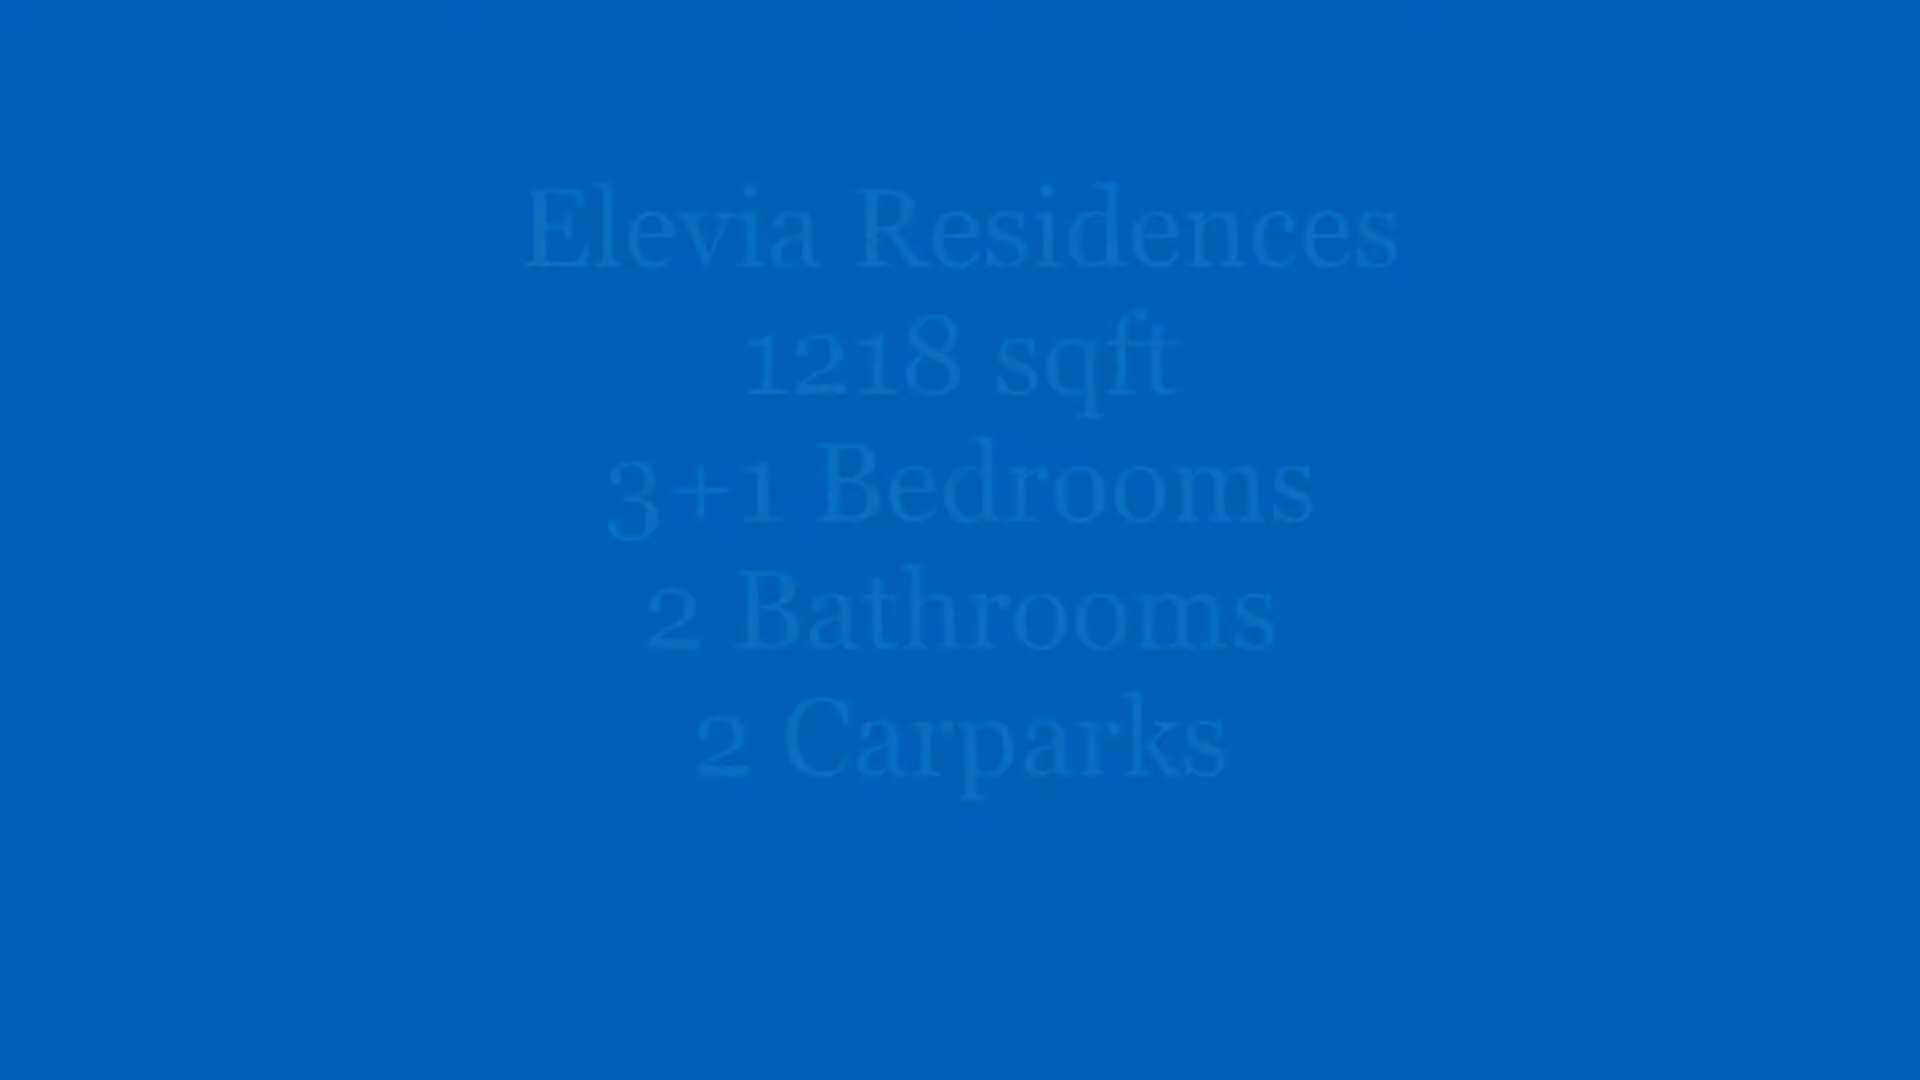 Elevia Residences
1218 sqft
3+1 Bedrooms
2 Bathrooms
2 Carparks